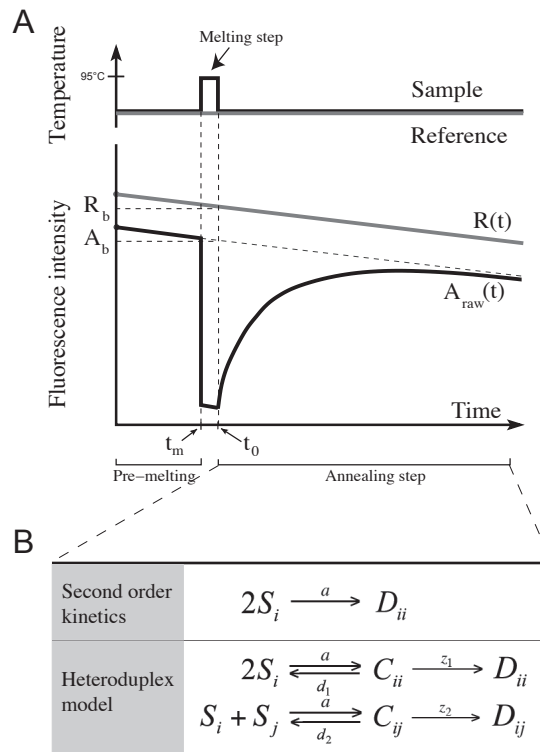 A
Melting step
Temperature
95°C
Sample
Reference
Fluorescence intensity
R_b
A_b
R(t)
A_raw(t)
Time
t_m
t_0
Pre-melting
Annealing step
B
Second order
kinetics
2S_i a D_ii
Heteroduplex
model
2S_i a d_1 C_ii z_1 D_ii
S_i + S_j a d_2 C_ij z_2 D_ij